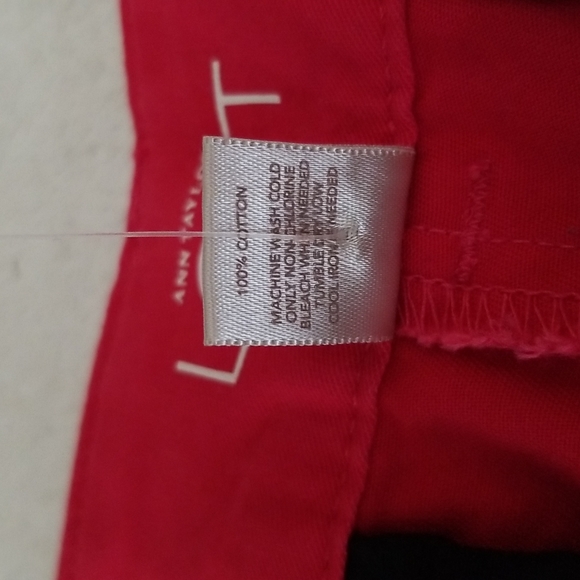 ANN TAYLOR
L T
100% COTTON
MACHINE WASH COLD
ONLY NON-CHLORINE
BLEACH WHEN NEEDED
TUMBLE DRY LOW
COOL IRON IF NEEDED